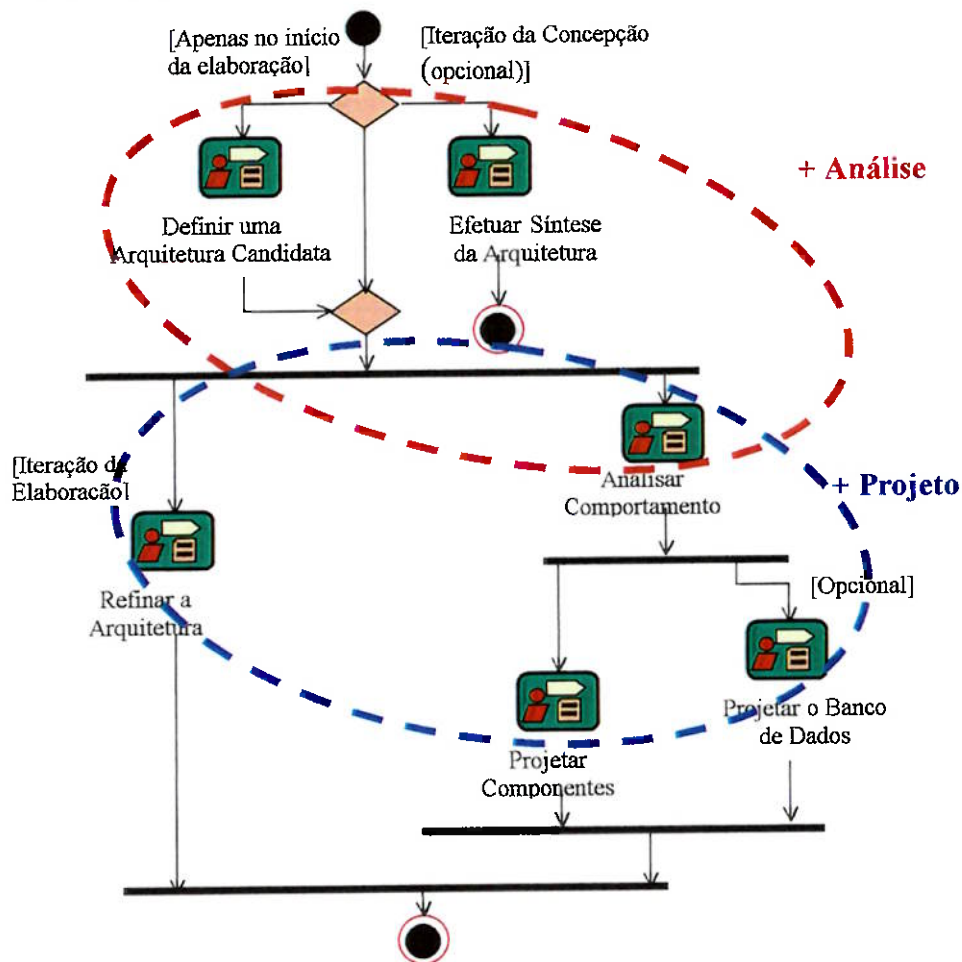 [Apenas no início
da elaboração]
[Iteração da Concepção
(opcional)]
+ Análise
Definir uma
Arquitetura Candidata
Efetuar Síntese
da Arquitetura
[Iteração da
Elaboracão]
Analisar
Comportamento
+ Projeto
[Opcional]
Refinar a
Arquitetura
Projetar o Banco
de Dados
Projetar
Componentes